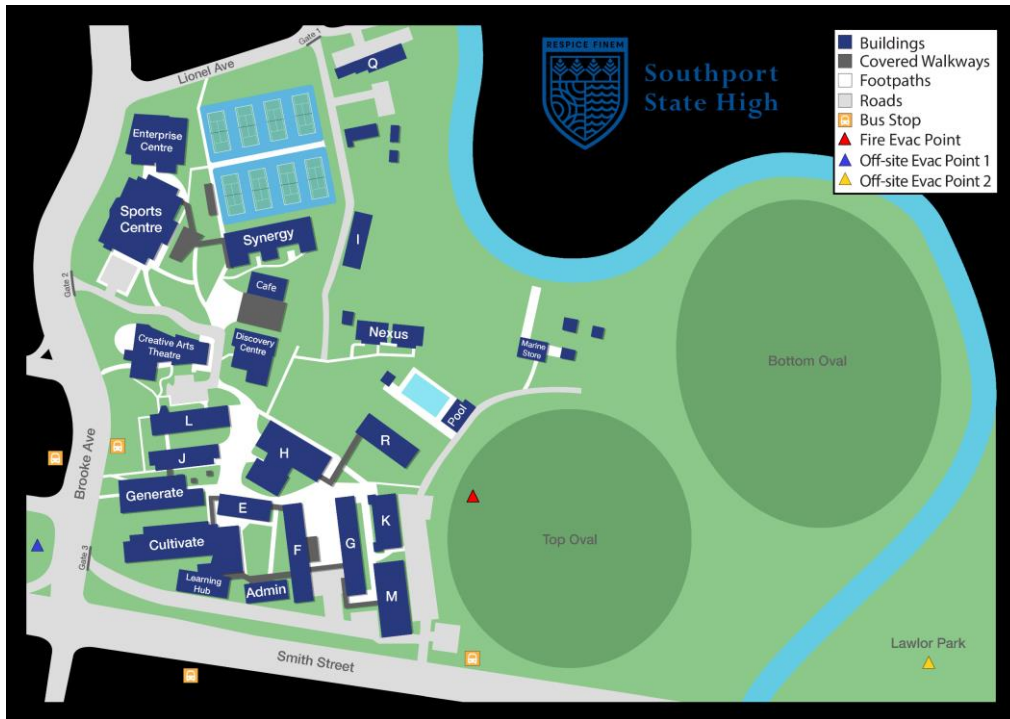 RESPICE FINEM
Southport
State High
Buildings
Covered Walkways
Footpaths
Roads
Bus Stop
Fire Evac Point
Off-site Evac Point 1
Off-site Evac Point 2
Gate 1
Lionel Ave
Q
Enterprise
Centre
Sports
Centre
Synergy
I
Gate 2
Cafe
Nexus
Creative Arts
Theatre
Discovery
Centre
Marine
Store
Bottom Oval
Pool
L
R
J
H
Brooke Ave
Generate
E
K
Cultivate
F
G
Top Oval
Gate 3
Learning
Hub
Admin
M
Smith Street
Lawlor Park